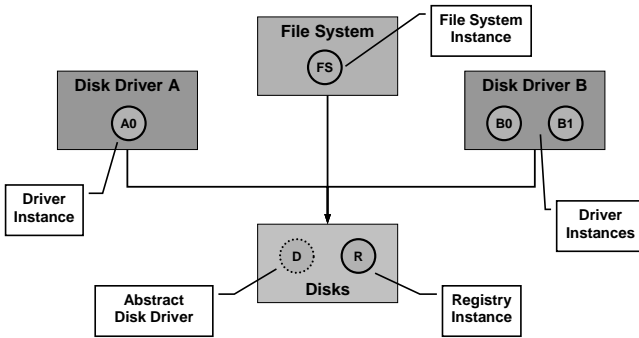 File System
FS
File System
Instance
Disk Driver A
A0
Disk Driver B
B0
B1
Driver
Instance
Driver
Instances
D
R
Disks
Abstract
Disk Driver
Registry
Instance